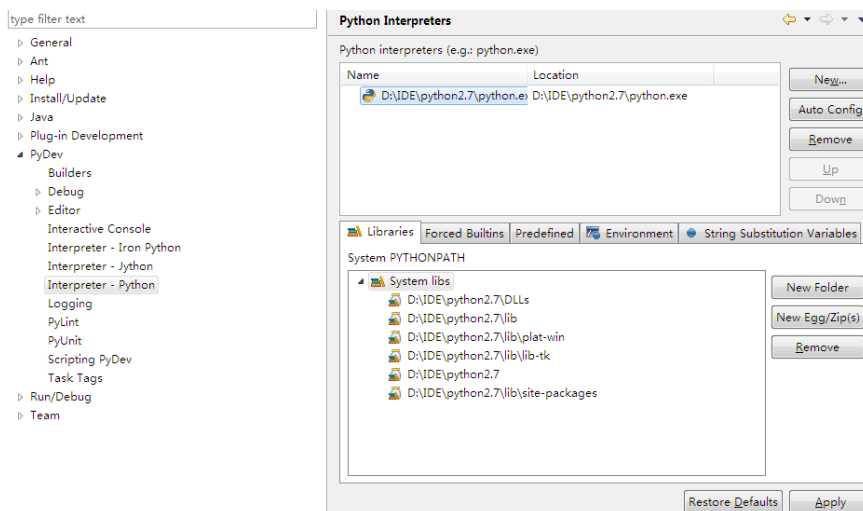 type filter text
General
Ant
Help
Install/Update
Java
Plug-in Development
PyDev
Builders
Debug
Editor
Interactive Console
Interpreter - Iron Python
Interpreter - Jython
Interpreter - Python
Logging
PyLint
PyUnit
Scripting PyDev
Task Tags
Run/Debug
Team
Python Interpreters
Python interpreters (e.g.: python.exe)
Name Location
D:\IDE\python2.7\python.ex D:\IDE\python2.7\python.exe
New...
Auto Config
Remove
Up
Down
Libraries Forced Builtins Predefined Environment String Substitution Variables
System PYTHONPATH
System libs
D:\IDE\python2.7\DLLs
D:\IDE\python2.7\lib
D:\IDE\python2.7\lib\plat-win
D:\IDE\python2.7\lib\lib-tk
D:\IDE\python2.7
D:\IDE\python2.7\lib\site-packages
New Folder
New Egg/Zip(s)
Remove
Restore Defaults Apply